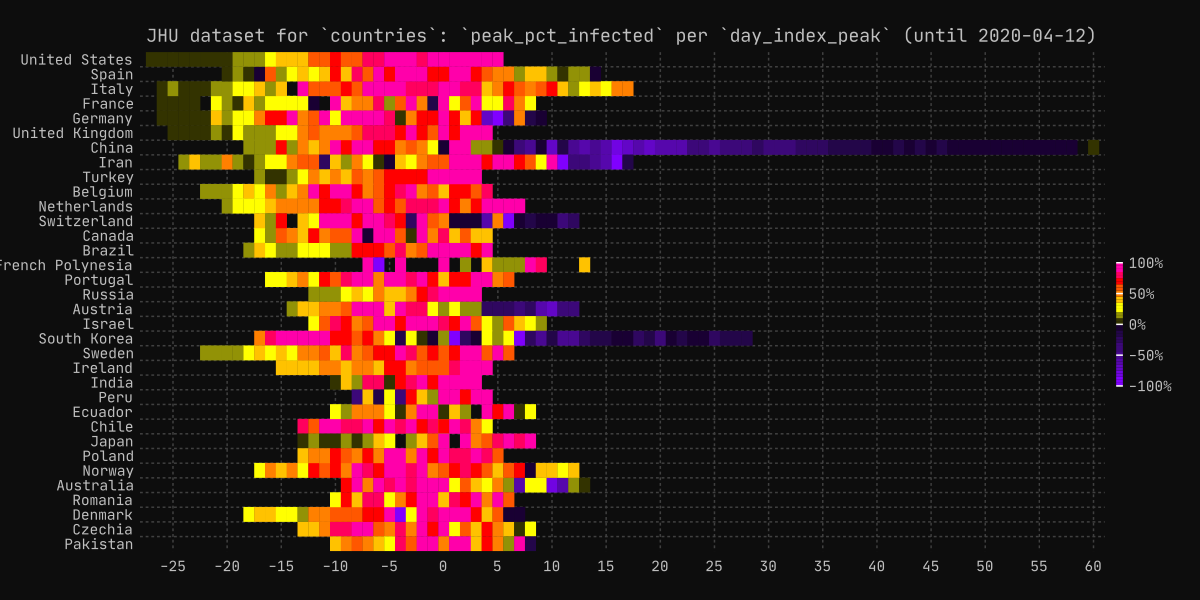 JHU dataset for `countries`: `peak_pct_infected` per `day_index_peak` (until 2020-04-12)
United States
Spain
Italy
France
Germany
United Kingdom
China
Iran
Turkey
Belgium
Netherlands
Switzerland
Canada
Brazil
French Polynesia
Portugal
Russia
Austria
Israel
South Korea
Sweden
Ireland
India
Peru
Ecuador
Chile
Japan
Poland
Norway
Australia
Romania
Denmark
Czechia
Pakistan
-25 -20 -15 -10 -5 0 5 10 15 20 25 30 35 40 45 50 55 60
100%
50%
0%
-50%
-100%